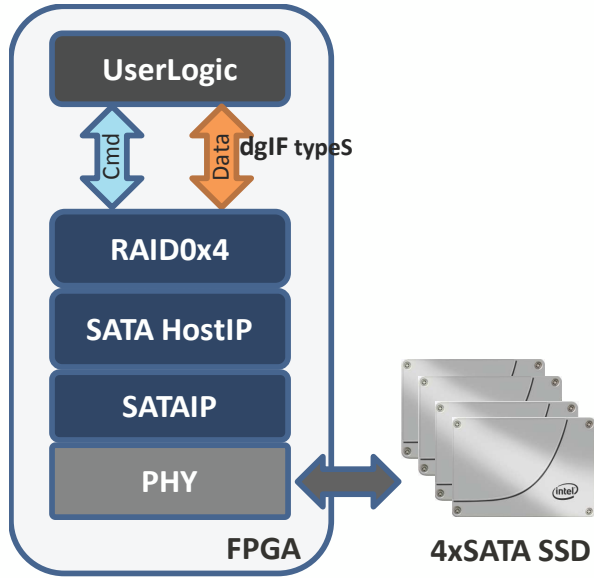 UserLogic
Cmd
Data
dgIF typeS
RAID0x4
SATA HostIP
SATAIP
PHY
intel
FPGA
4xSATA SSD